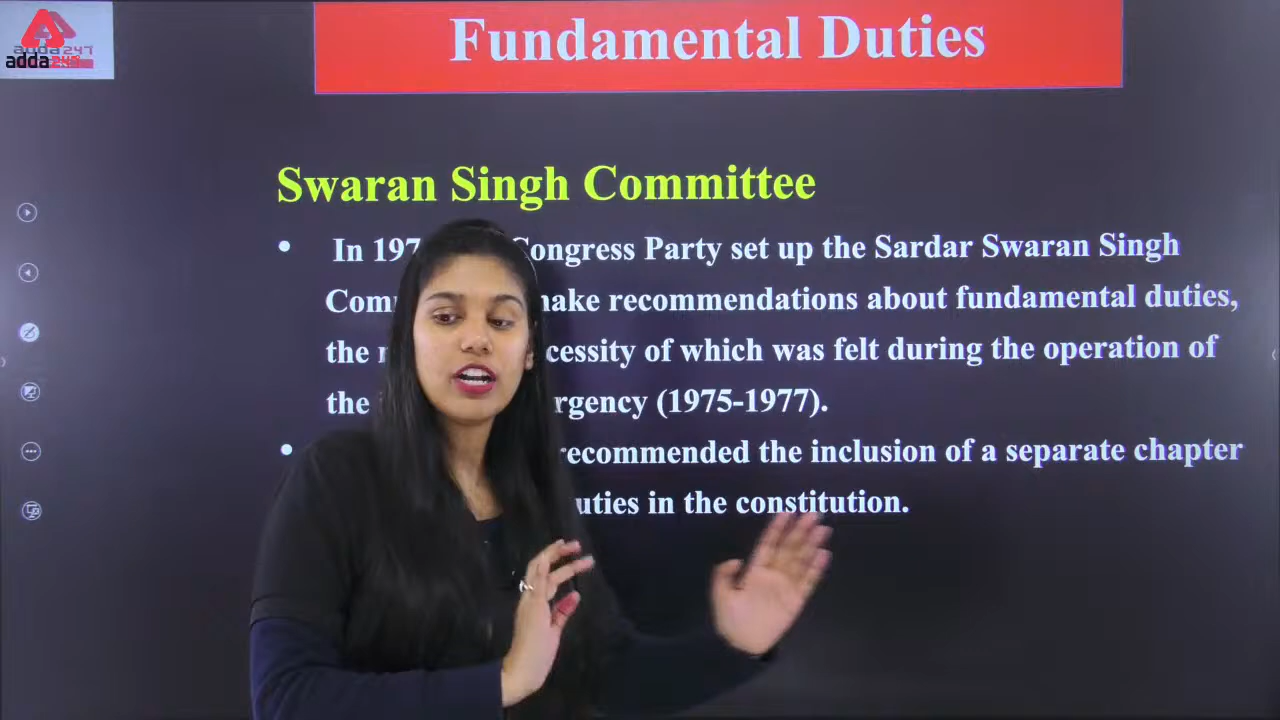 adda247
adda247
Fundamental Duties
Swaran Singh Committee
• In 197 Congress Party set up the Sardar Swaran Singh
Com make recommendations about fundamental duties,
the cessity of which was felt during the operation of
the rgency (1975-1977).
• recommended the inclusion of a separate chapter
uties in the constitution.